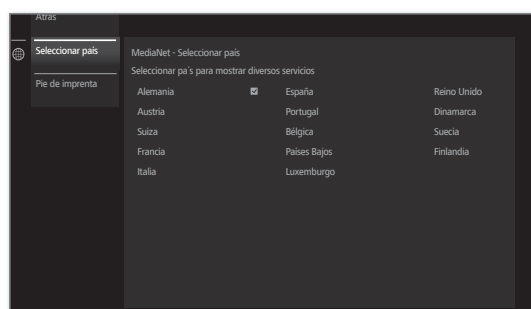 Atrás
Seleccionar país
Pie de imprenta
MediaNet - Seleccionar país
Seleccionar pa´s para mostrar diversos servicios
Alemania España Reino Unido
Austria Portugal Dinamarca
Suiza Bélgica Suecia
Francia Países Bajos Finlandia
Italia Luxemburgo